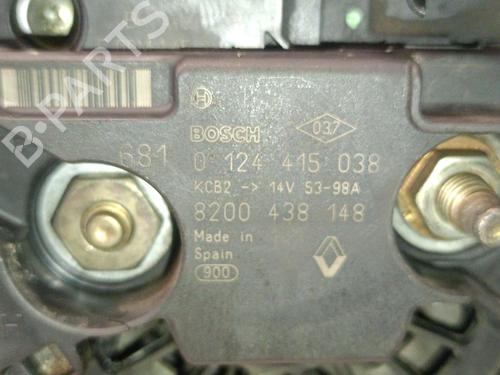 B-PARTS
BOSCH
037
681 0 124 415 038
KCB2 -> 14V 53-98A
8200 438 148
Made in
Spain
900